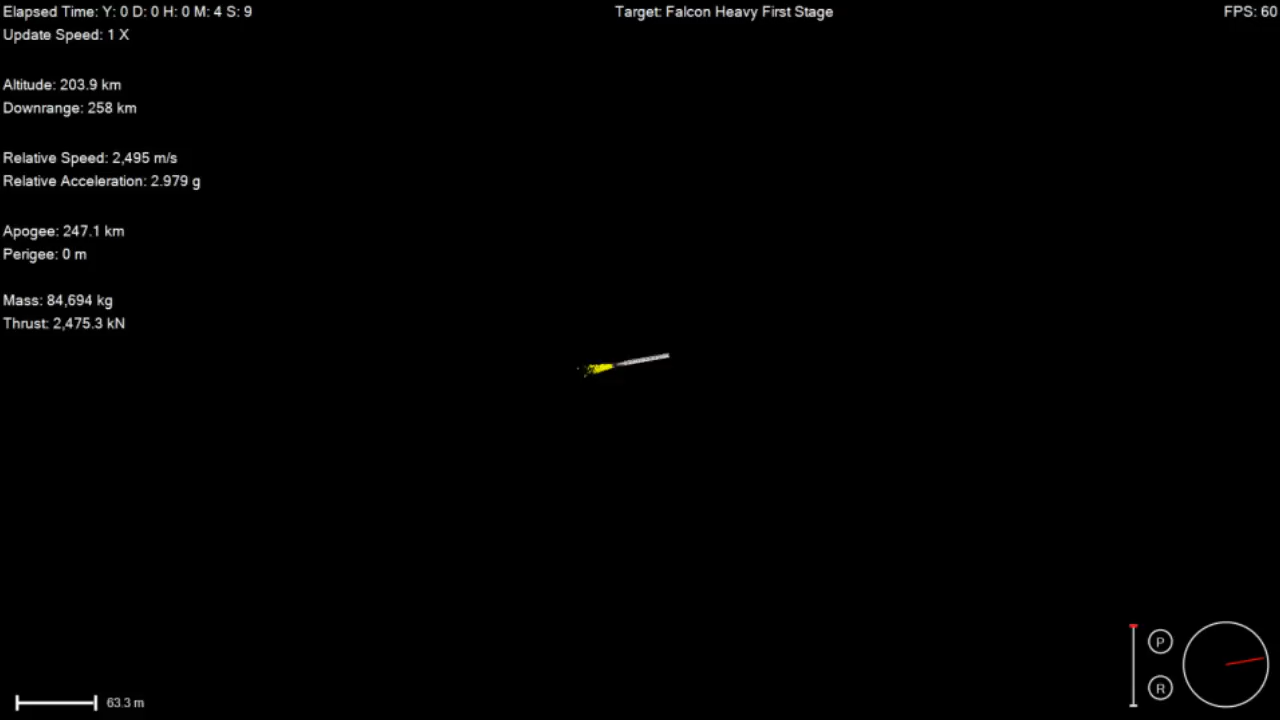 Elapsed Time: Y: 0 D: 0 H: 0 M: 4 S: 9
Target: Falcon Heavy First Stage
FPS: 60
Update Speed: 1 X
Altitude: 203.9 km
Downrange: 258 km
Relative Speed: 2,495 m/s
Relative Acceleration: 2.979 g
Apogee: 247.1 km
Perigee: 0 m
Mass: 84,694 kg
Thrust: 2,475.3 kN
P
R
63.3 m